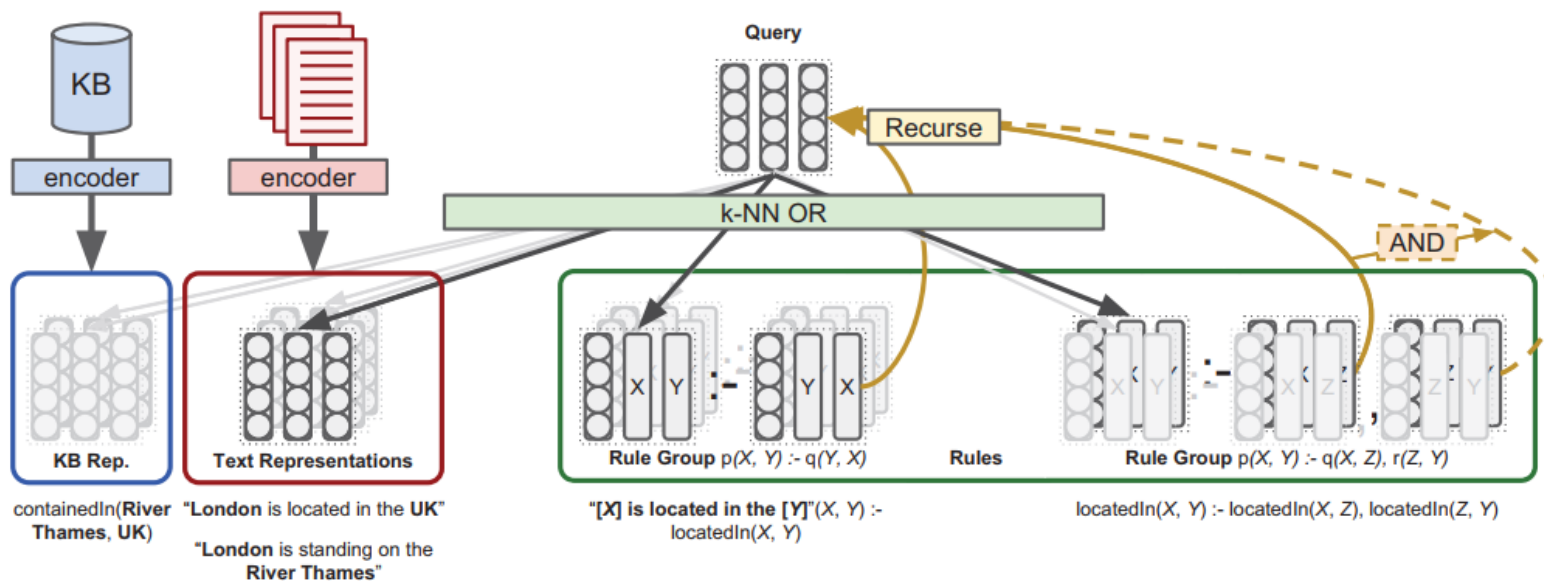 Query
KB
Recurse
encoder
encoder
k-NN OR
AND
X Y :- Y X
X Y :- X Z , Z Y
KB Rep.
Text Representations
Rule Group p(X, Y) :- q(Y, X)
Rules
Rule Group p(X, Y) :- q(X, Z), r(Z, Y)
containedIn(River
Thames, UK)
“London is located in the UK”
“London is standing on the
River Thames”
“[X] is located in the [Y]”(X, Y) :-
locatedIn(X, Y)
locatedIn(X, Y) :- locatedIn(X, Z), locatedIn(Z, Y)